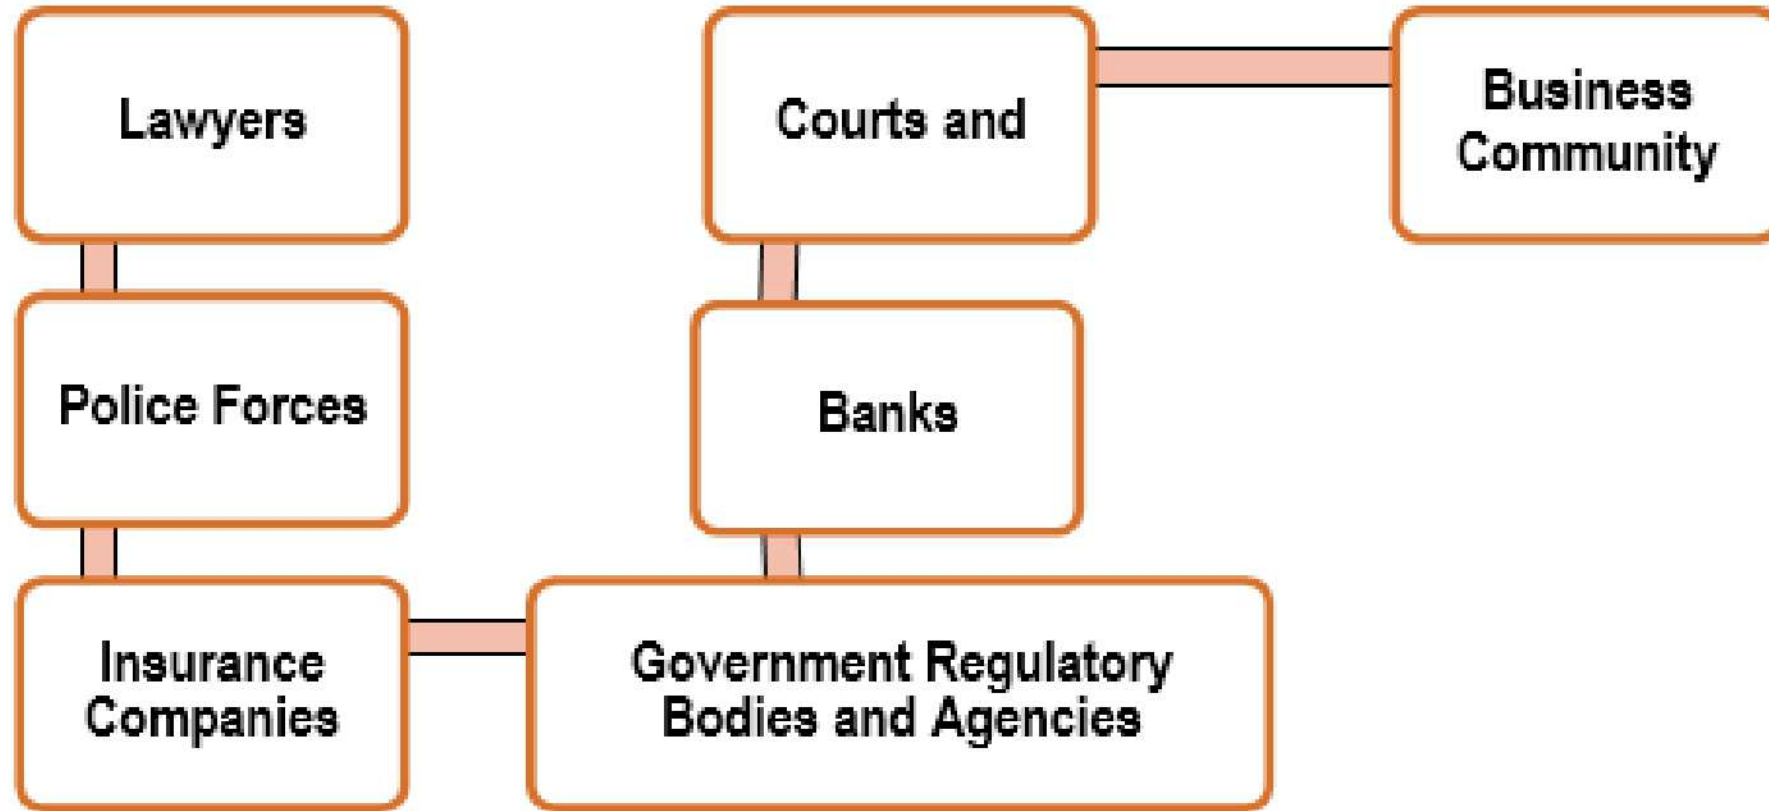 Lawyers
Police Forces
Insurance
Companies
Government Regulatory
Bodies and Agencies
Banks
Courts and
Business
Community